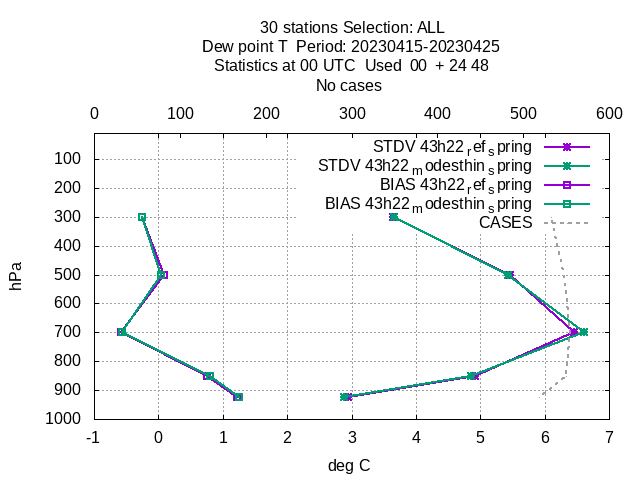 30 stations Selection: ALL
Dew point T  Period: 20230415-20230425
Statistics at 00 UTC  Used  00  + 24 48
No cases
0 100 200 300 400 500 600
STDV 43h22_ref_spring
STDV 43h22_modesthin_spring
BIAS 43h22_ref_spring
BIAS 43h22_modesthin_spring
CASES
hPa
100
200
300
400
500
600
700
800
900
1000
-1 0 1 2 3 4 5 6 7
deg C